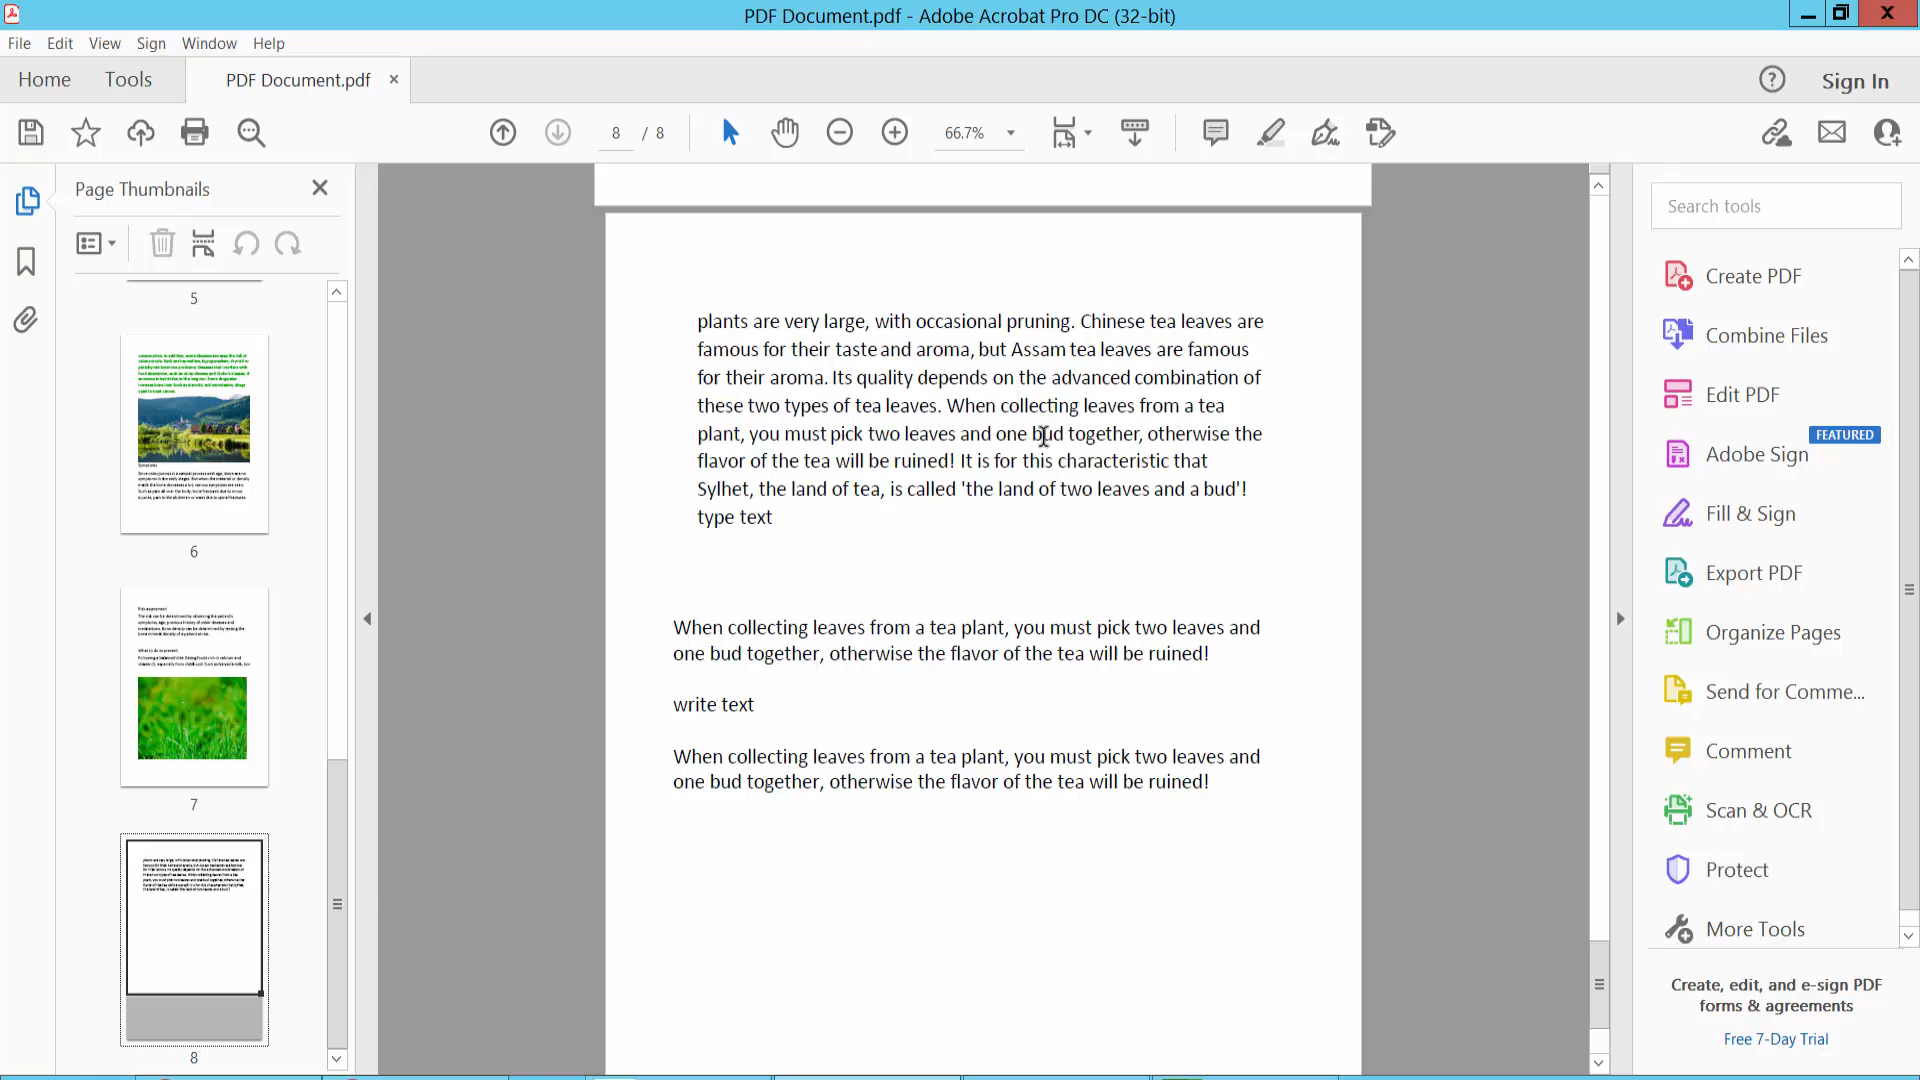 PDF Document.pdf - Adobe Acrobat Pro DC (32-bit)
File Edit View Sign Window Help
Home Tools PDF Document.pdf × Sign In
8 / 8 66.7%
Page Thumbnails
5
6
7
8
Symptoms
plants are very large, with occasional pruning. Chinese tea leaves are
famous for their taste and aroma, but Assam tea leaves are famous
for their aroma. Its quality depends on the advanced combination of
these two types of tea leaves. When collecting leaves from a tea
plant, you must pick two leaves and one bud together, otherwise the
flavor of the tea will be ruined! It is for this characteristic that
Sylhet, the land of tea, is called 'the land of two leaves and a bud'!
type text
When collecting leaves from a tea plant, you must pick two leaves and
one bud together, otherwise the flavor of the tea will be ruined!
write text
When collecting leaves from a tea plant, you must pick two leaves and
one bud together, otherwise the flavor of the tea will be ruined!
Search tools
Create PDF
Combine Files
Edit PDF
FEATURED
Adobe Sign
Fill & Sign
Export PDF
Organize Pages
Send for Comme...
Comment
Scan & OCR
Protect
More Tools
Create, edit, and e-sign PDF
forms & agreements
Free 7-Day Trial